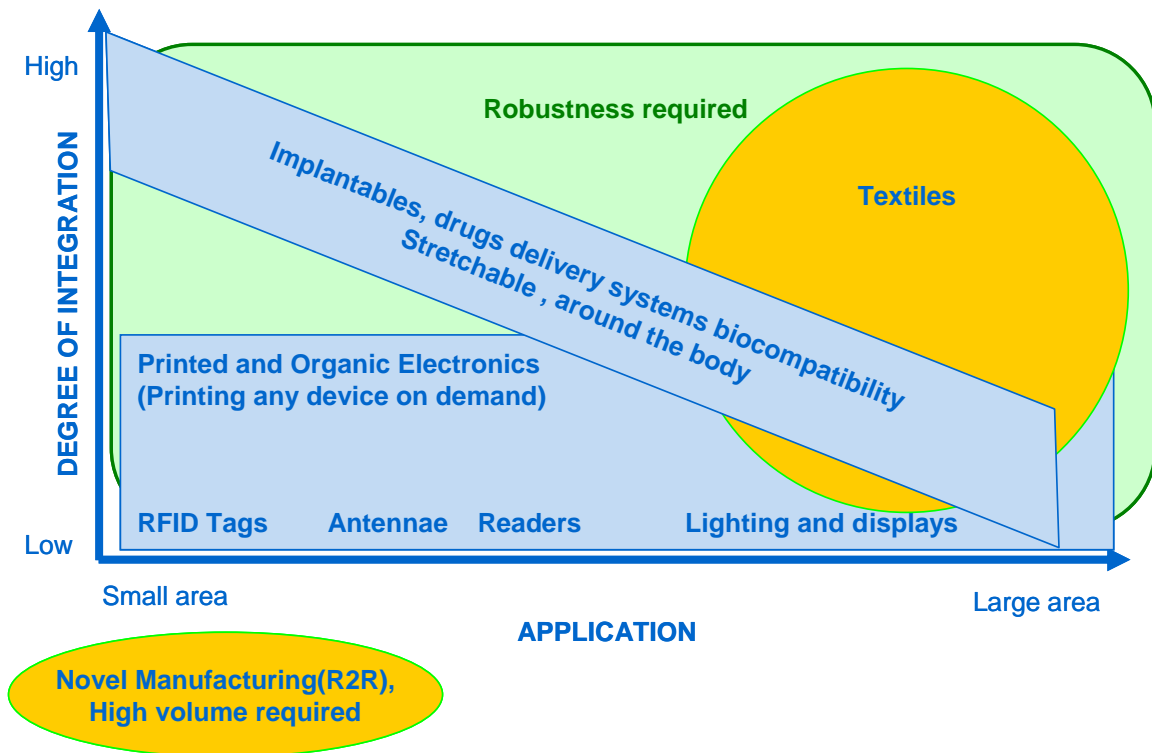 High
Robustness required
Implantables, drugs delivery systems biocompatibility
Stretchable , around the
body
Textiles
DEGREE OF INTEGRATION
Printed and Organic Electronics
(Printing any device on demand)
RFID Tags
Antennae
Readers
Lighting and displays
Low
Small area
Large area
APPLICATION
Novel Manufacturing(R2R),
High volume required